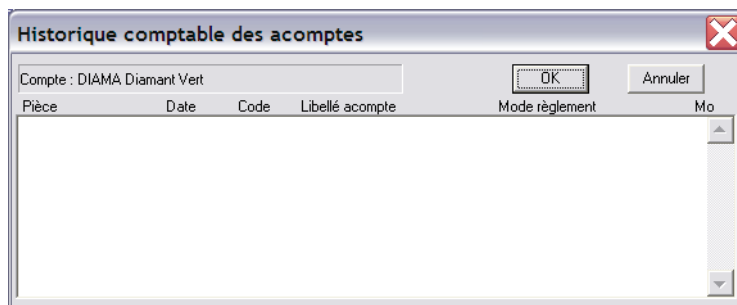 Historique comptable des acomptes
Compte : DIAMA Diamant Vert
OK
Annuler
Pièce Date Code Libellé acompte Mode règlement Mo